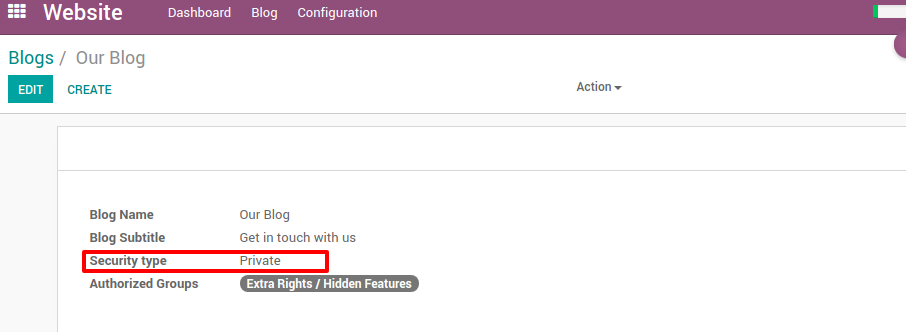 Website Dashboard Blog Configuration
Blogs / Our Blog
EDIT CREATE Action
Blog Name Our Blog
Blog Subtitle Get in touch with us
Security type Private
Authorized Groups Extra Rights / Hidden Features